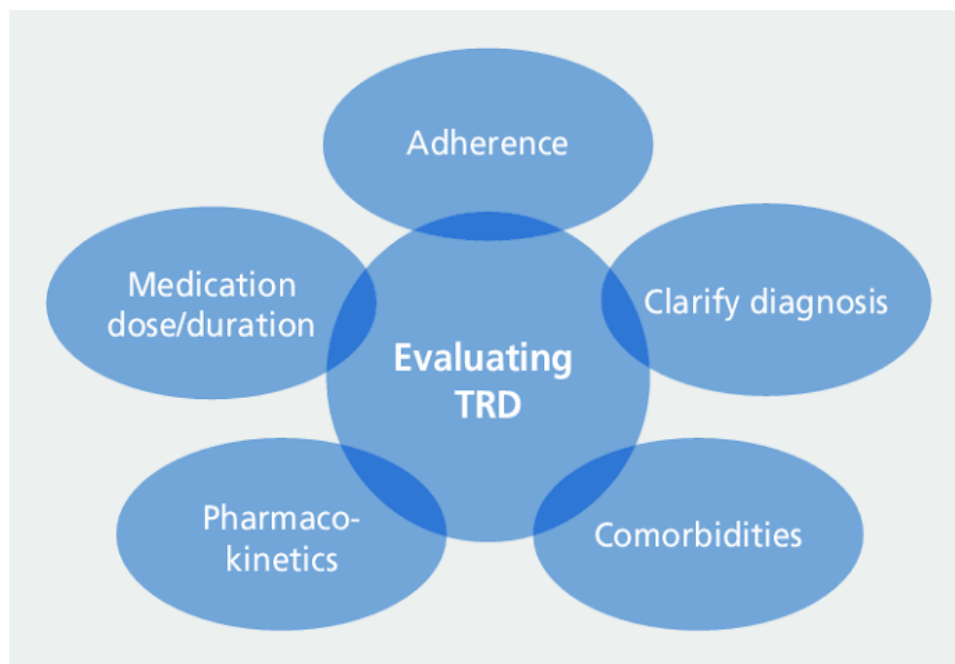 Adherence
Clarify diagnosis
Comorbidities
Pharmaco-
kinetics
Medication
dose/duration
Evaluating
TRD